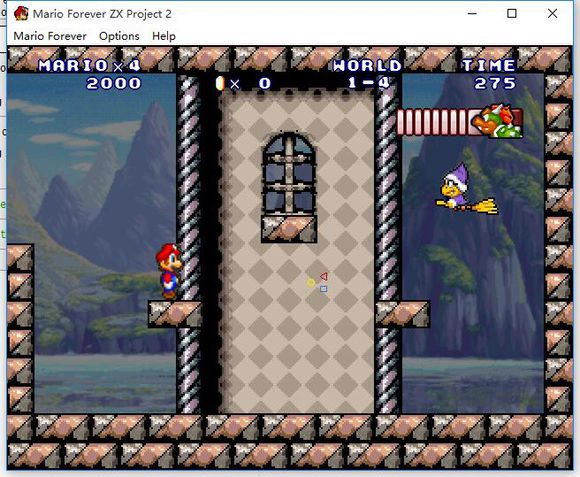 Mario Forever ZX Project 2
Mario Forever Options Help
MARIO×4 WORLD TIME
2000 × 0 1-4 275